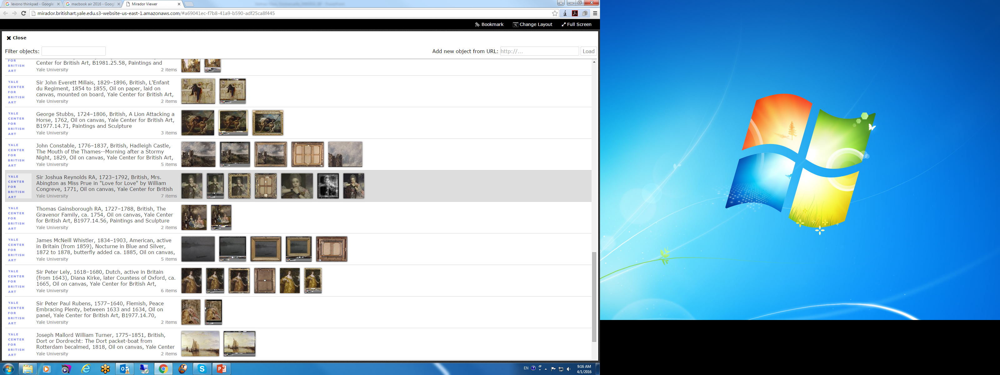 levono thinkpad - Google
macbook air 2016 - Goog
Mirador Viewer
mirador.britishart.yale.edu.s3-website-us-east-1.amazonaws.com/#a69041ec-f7b8-41a9-b590-adf25ca8f445
Bookmark
Change Layout
Full Screen
Close
Filter objects:
Add new object from URL:
http://...
Load
FOR
BRITISH
ART
Center for British Art, B1981.25.58, Paintings and
Yale University
2 items
YALE
CENTER
FOR
BRITISH
ART
Sir John Everett Millais, 1829–1896, British, L'Enfant
du Regiment, 1854 to 1855, Oil on paper, laid on
canvas, mounted on board, Yale Center for British Art,
Yale University
2 items
YALE
CENTER
FOR
BRITISH
ART
George Stubbs, 1724–1806, British, A Lion Attacking a
Horse, 1762, Oil on canvas, Yale Center for British Art,
B1977.14.71, Paintings and Sculpture
Yale University
3 items
YALE
CENTER
FOR
BRITISH
ART
John Constable, 1776–1837, British, Hadleigh Castle,
The Mouth of the Thames--Morning after a Stormy
Night, 1829, Oil on canvas, Yale Center for British Art,
Yale University
5 items
YALE
CENTER
FOR
BRITISH
ART
Sir Joshua Reynolds RA, 1723–1792, British, Mrs.
Abington as Miss Prue in "Love for Love" by William
Congreve, 1771, Oil on canvas, Yale Center for British
Yale University
7 items
YALE
CENTER
FOR
BRITISH
ART
Thomas Gainsborough RA, 1727–1788, British, The
Gravenor Family, ca. 1754, Oil on canvas, Yale Center
for British Art, B1977.14.56, Paintings and Sculpture
Yale University
2 items
YALE
CENTER
FOR
BRITISH
ART
James McNeill Whistler, 1834–1903, American, active
in Britain (from 1859), Nocturne in Blue and Silver,
1872 to 1878, butterfly added ca. 1885, Oil on canvas,
Yale University
5 items
YALE
CENTER
FOR
BRITISH
ART
Sir Peter Lely, 1618–1680, Dutch, active in Britain
(from 1643), Diana Kirke, later Countess of Oxford, ca.
1665, Oil on canvas, Yale Center for British Art,
Yale University
6 items
YALE
CENTER
FOR
BRITISH
ART
Sir Peter Paul Rubens, 1577–1640, Flemish, Peace
Embracing Plenty, between 1633 and 1634, Oil on
panel, Yale Center for British Art, B1977.14.70,
Yale University
2 items
YALE
CENTER
FOR
BRITISH
ART
Joseph Mallord William Turner, 1775–1851, British,
Dort or Dordrecht: The Dort packet-boat from
Rotterdam becalmed, 1818, Oil on canvas, Yale Center
Yale University
2 items
EN
9:16 AM
4/1/2016